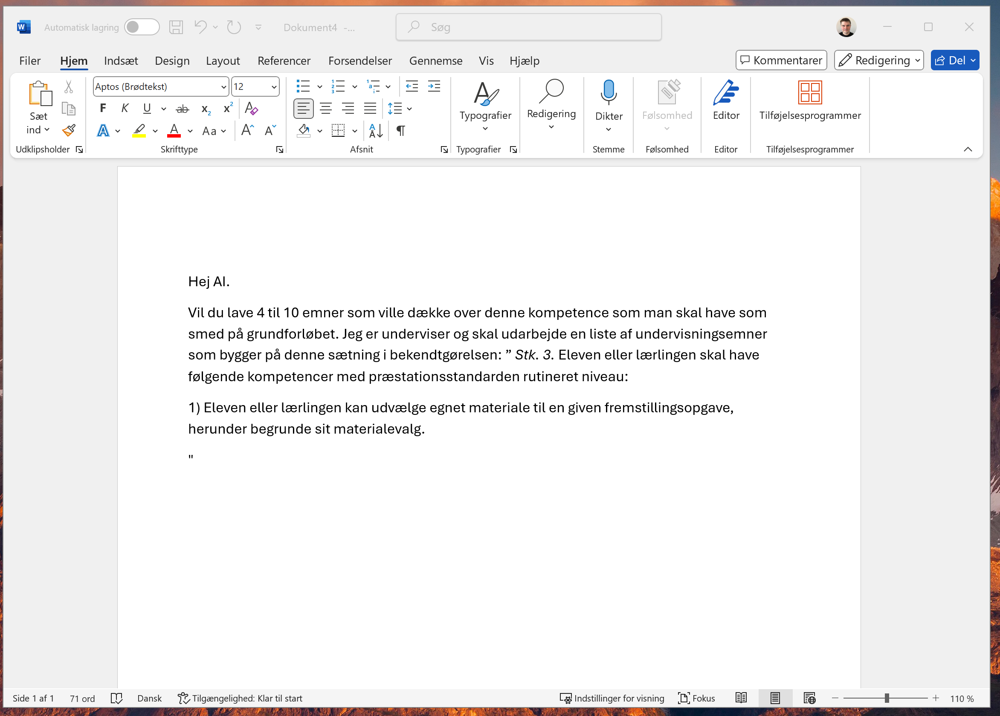 Automatisk lagring
Dokument4 -...
Søg
Filer Hjem Indsæt Design Layout Referencer Forsendelser Gennemse Vis Hjælp
Kommentarer Redigering Del
Sæt ind
Udklipsholder
Aptos (Brødtekst) 12
F K U ab x₂ x²
A A Aa A A
Skrifttype
Afsnit
Typografier
Typografier
Redigering
Dikter
Stemme
Følsomhed
Følsomhed
Editor
Editor
Tilføjelsesprogrammer
Tilføjelsesprogrammer
Hej AI.
Vil du lave 4 til 10 emner som ville dække over denne kompetence som man skal have som
smed på grundforløbet. Jeg er underviser og skal udarbejde en liste af undervisningsemner
som bygger på denne sætning i bekendtgørelsen: ” Stk. 3. Eleven eller lærlingen skal have
følgende kompetencer med præstationsstandarden rutineret niveau:
1) Eleven eller lærlingen kan udvælge egnet materiale til en given fremstillingsopgave,
herunder begrunde sit materialevalg.
"
Side 1 af 1 71 ord Dansk Tilgængelighed: Klar til start Indstillinger for visning Fokus 110 %